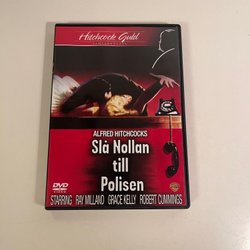 Hitchcock Guld
ALFRED HITCHCOCKS
Slå Nollan
till
Polisen
DVD
STARRING RAY MILLAND GRACE KELLY ROBERT CUMMINGS